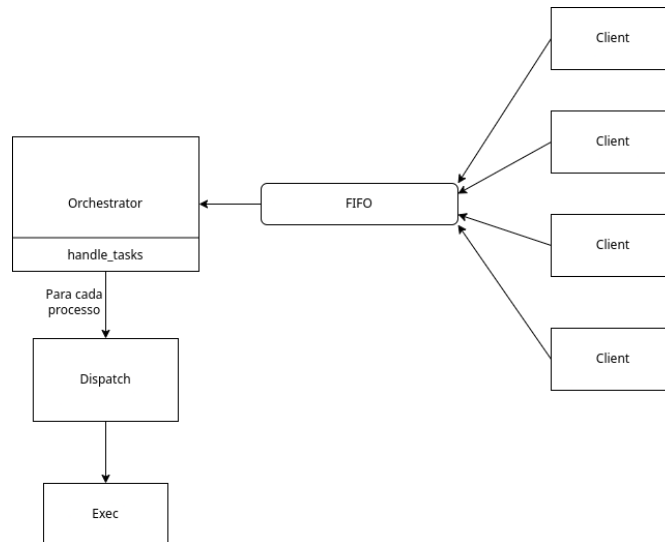 Client
Client
Orchestrator
FIFO
handle_tasks
Client
Para cada
processo
Client
Dispatch
Exec